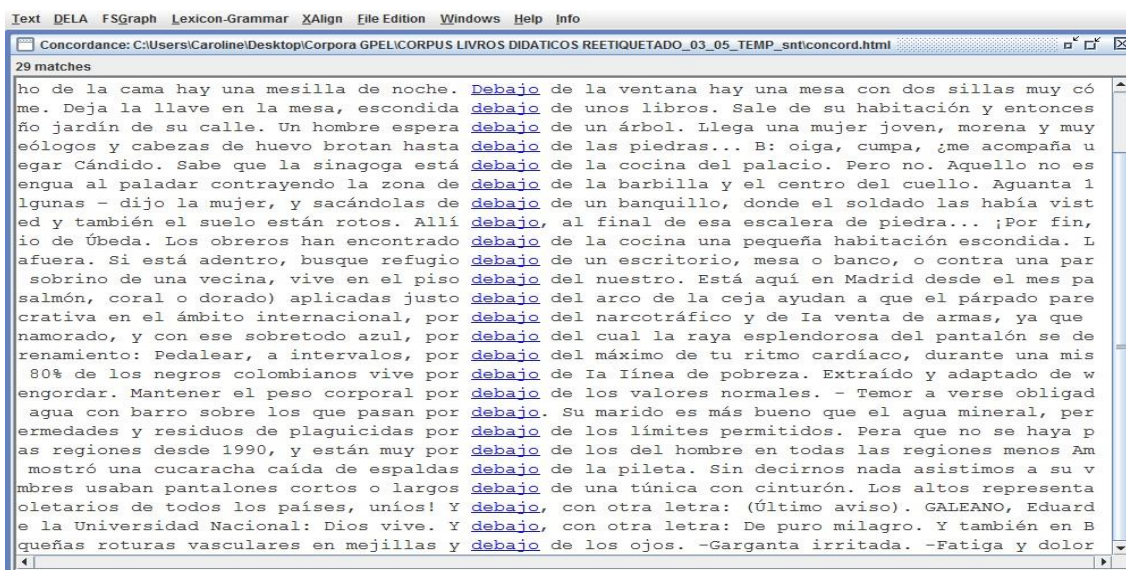 Text DELA FSGraph Lexicon-Grammar XAlign File Edition Windows Help Info
Concordance: C:\Users\Caroline\Desktop\Corpora GPEL\CORPUS LIVROS DIDATICOS REETIQUETADO_03_05_TEMP_snt\concord.html
29 matches
ho de la cama hay una mesilla de noche. Debajo de la ventana hay una mesa con dos sillas muy có
me. Deja la llave en la mesa, escondida debajo de unos libros. Sale de su habitación y entonces
ño jardín de su calle. Un hombre espera debajo de un árbol. Llega una mujer joven, morena y muy
eólogos y cabezas de huevo brotan hasta debajo de las piedras... B: oiga, cumpa, ¿me acompaña u
egar Cándido. Sabe que la sinagoga está debajo de la cocina del palacio. Pero no. Aquello no es
engua al paladar contrayendo la zona de debajo de la barbilla y el centro del cuello. Aguanta 1
lgunas – dijo la mujer, y sacándolas de debajo de un banquillo, donde el soldado las había vist
ed y también el suelo están rotos. Allí debajo, al final de esa escalera de piedra... ¡Por fin,
io de Úbeda. Los obreros han encontrado debajo de la cocina una pequeña habitación escondida. L
afuera. Si está adentro, busque refugio debajo de un escritorio, mesa o banco, o contra una par
sobrino de una vecina, vive en el piso debajo del nuestro. Está aquí en Madrid desde el mes pa
salmón, coral o dorado) aplicadas justo debajo del arco de la ceja ayudan a que el párpado pare
crativa en el ámbito internacional, por debajo del narcotráfico y de Ia venta de armas, ya que
namorado, y con ese sobretodo azul, por debajo del cual la raya esplendorosa del pantalón se de
renamiento: Pedalear, a intervalos, por debajo del máximo de tu ritmo cardíaco, durante una mis
80% de los negros colombianos vive por debajo de Ia Iínea de pobreza. Extraído y adaptado de w
engordar. Mantener el peso corporal por debajo de los valores normales. – Temor a verse obligad
agua con barro sobre los que pasan por debajo. Su marido es más bueno que el agua mineral, per
ermedades y residuos de plaguicidas por debajo de los límites permitidos. Pera que no se haya p
as regiones desde 1990, y están muy por debajo de los del hombre en todas las regiones menos Am
mostró una cucaracha caída de espaldas debajo de la pileta. Sin decirnos nada asistimos a su v
mbres usaban pantalones cortos o largos debajo de una túnica con cinturón. Los altos representa
oletarios de todos los países, uníos! Y debajo, con otra letra: (Último aviso). GALEANO, Eduard
e la Universidad Nacional: Dios vive. Y debajo, con otra letra: De puro milagro. Y también en B
queñas roturas vasculares en mejillas y debajo de los ojos. –Garganta irritada. –Fatiga y dolor